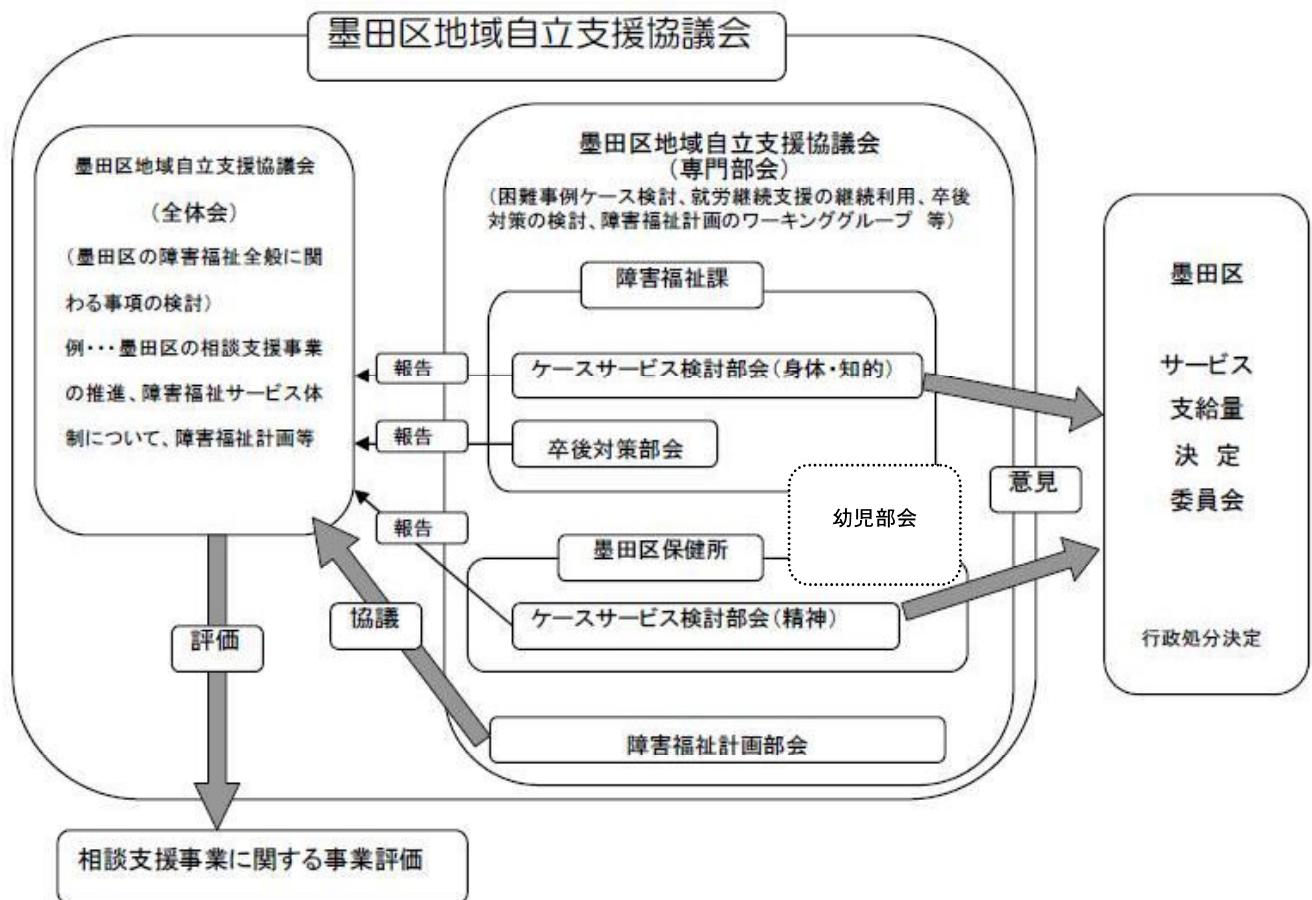 墨田区地域自立支援協議会
墨田区地域自立支援協議会
（全体会）
（墨田区の障害福祉全般に関
わる事項の検討）
例・・・墨田区の相談支援事業
の推進、障害福祉サービス体
制について、障害福祉計画等
墨田区地域自立支援協議会
（専門部会）
（困難事例ケース検討、就労継続支援の継続利用、卒後
対策の検討、障害福祉計画のワーキンググループ 等）
障害福祉課
報告
ケースサービス検討部会（身体・知的）
報告
卒後対策部会
幼児部会
報告
墨田区保健所
ケースサービス検討部会（精神）
協議
障害福祉計画部会
意見
墨田区
サービス
支給量
決 定
委員会
行政処分決定
評価
相談支援事業に関する事業評価